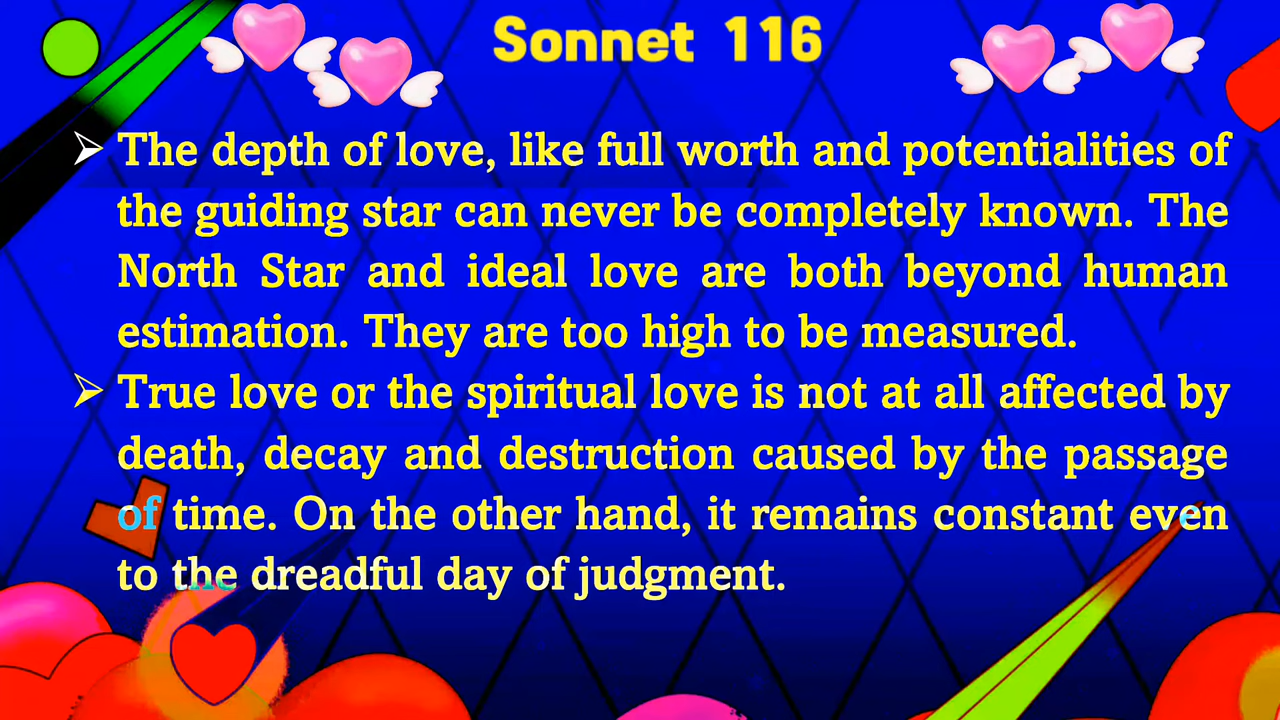 Sonnet 116
➢ The depth of love, like full worth and potentialities of
the guiding star can never be completely known. The
North Star and ideal love are both beyond human
estimation. They are too high to be measured.
➢ True love or the spiritual love is not at all affected by
death, decay and destruction caused by the passage
of time. On the other hand, it remains constant even
to the dreadful day of judgment.